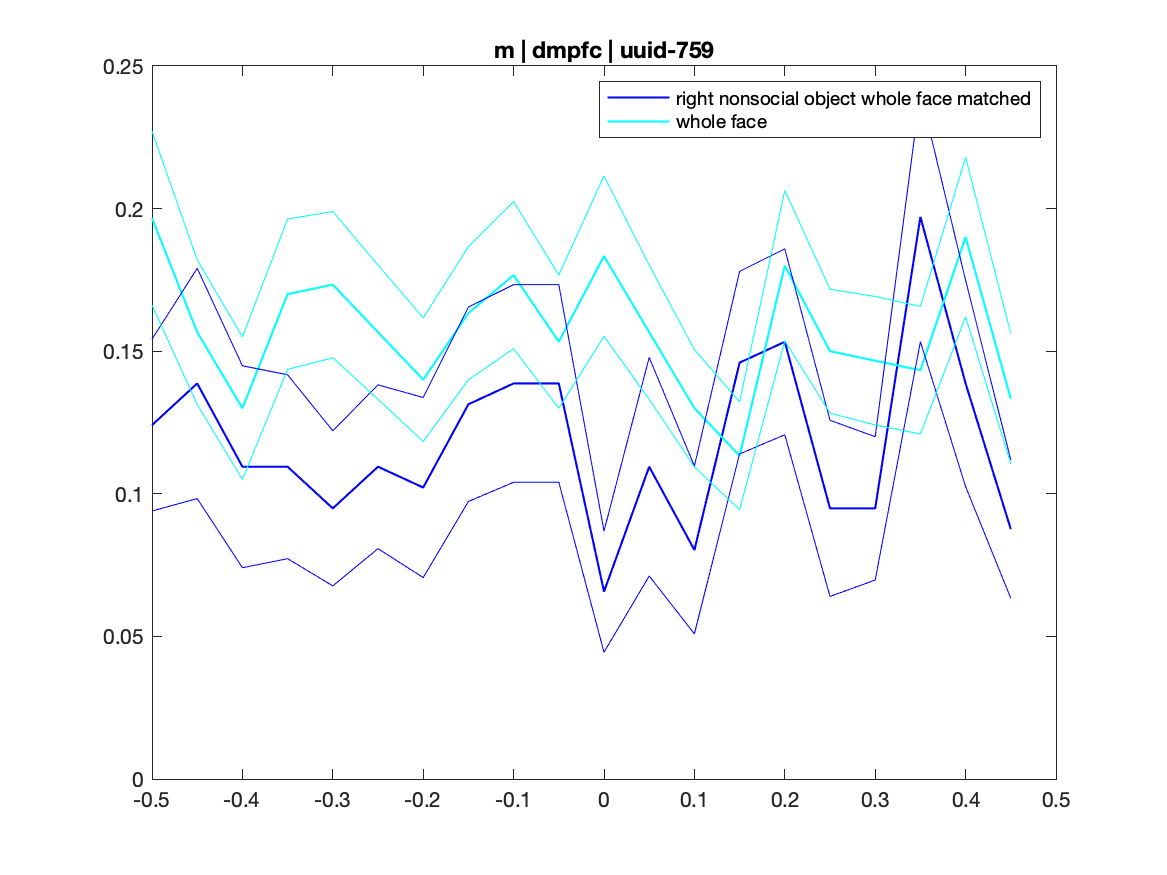 m | dmpfc | uuid-759
right nonsocial object whole face matched
whole face
0.25
0.2
0.15
0.1
0.05
0
-0.5 -0.4 -0.3 -0.2 -0.1 0 0.1 0.2 0.3 0.4 0.5